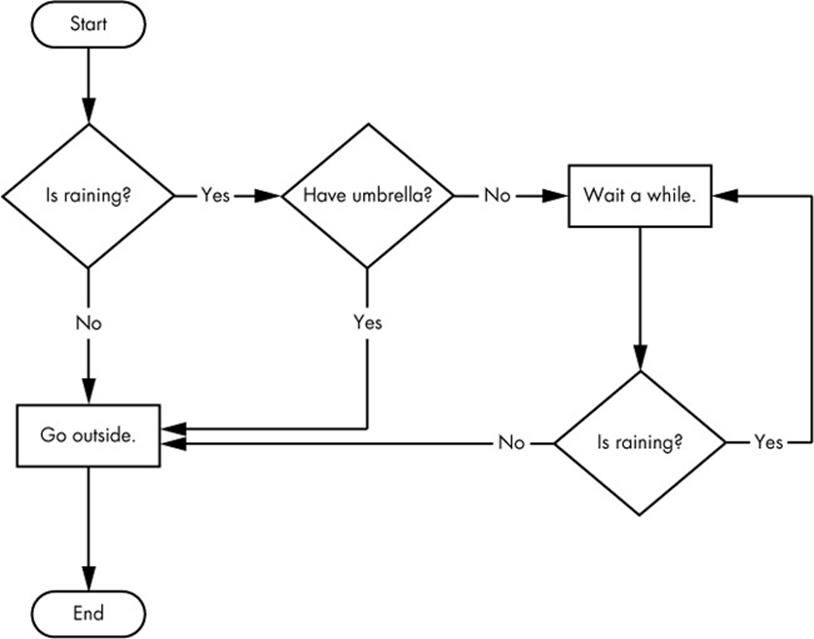 Start
Is raining?
Yes
Have umbrella?
No
Wait a while.
No
Yes
Go outside.
No
Is raining?
Yes
End